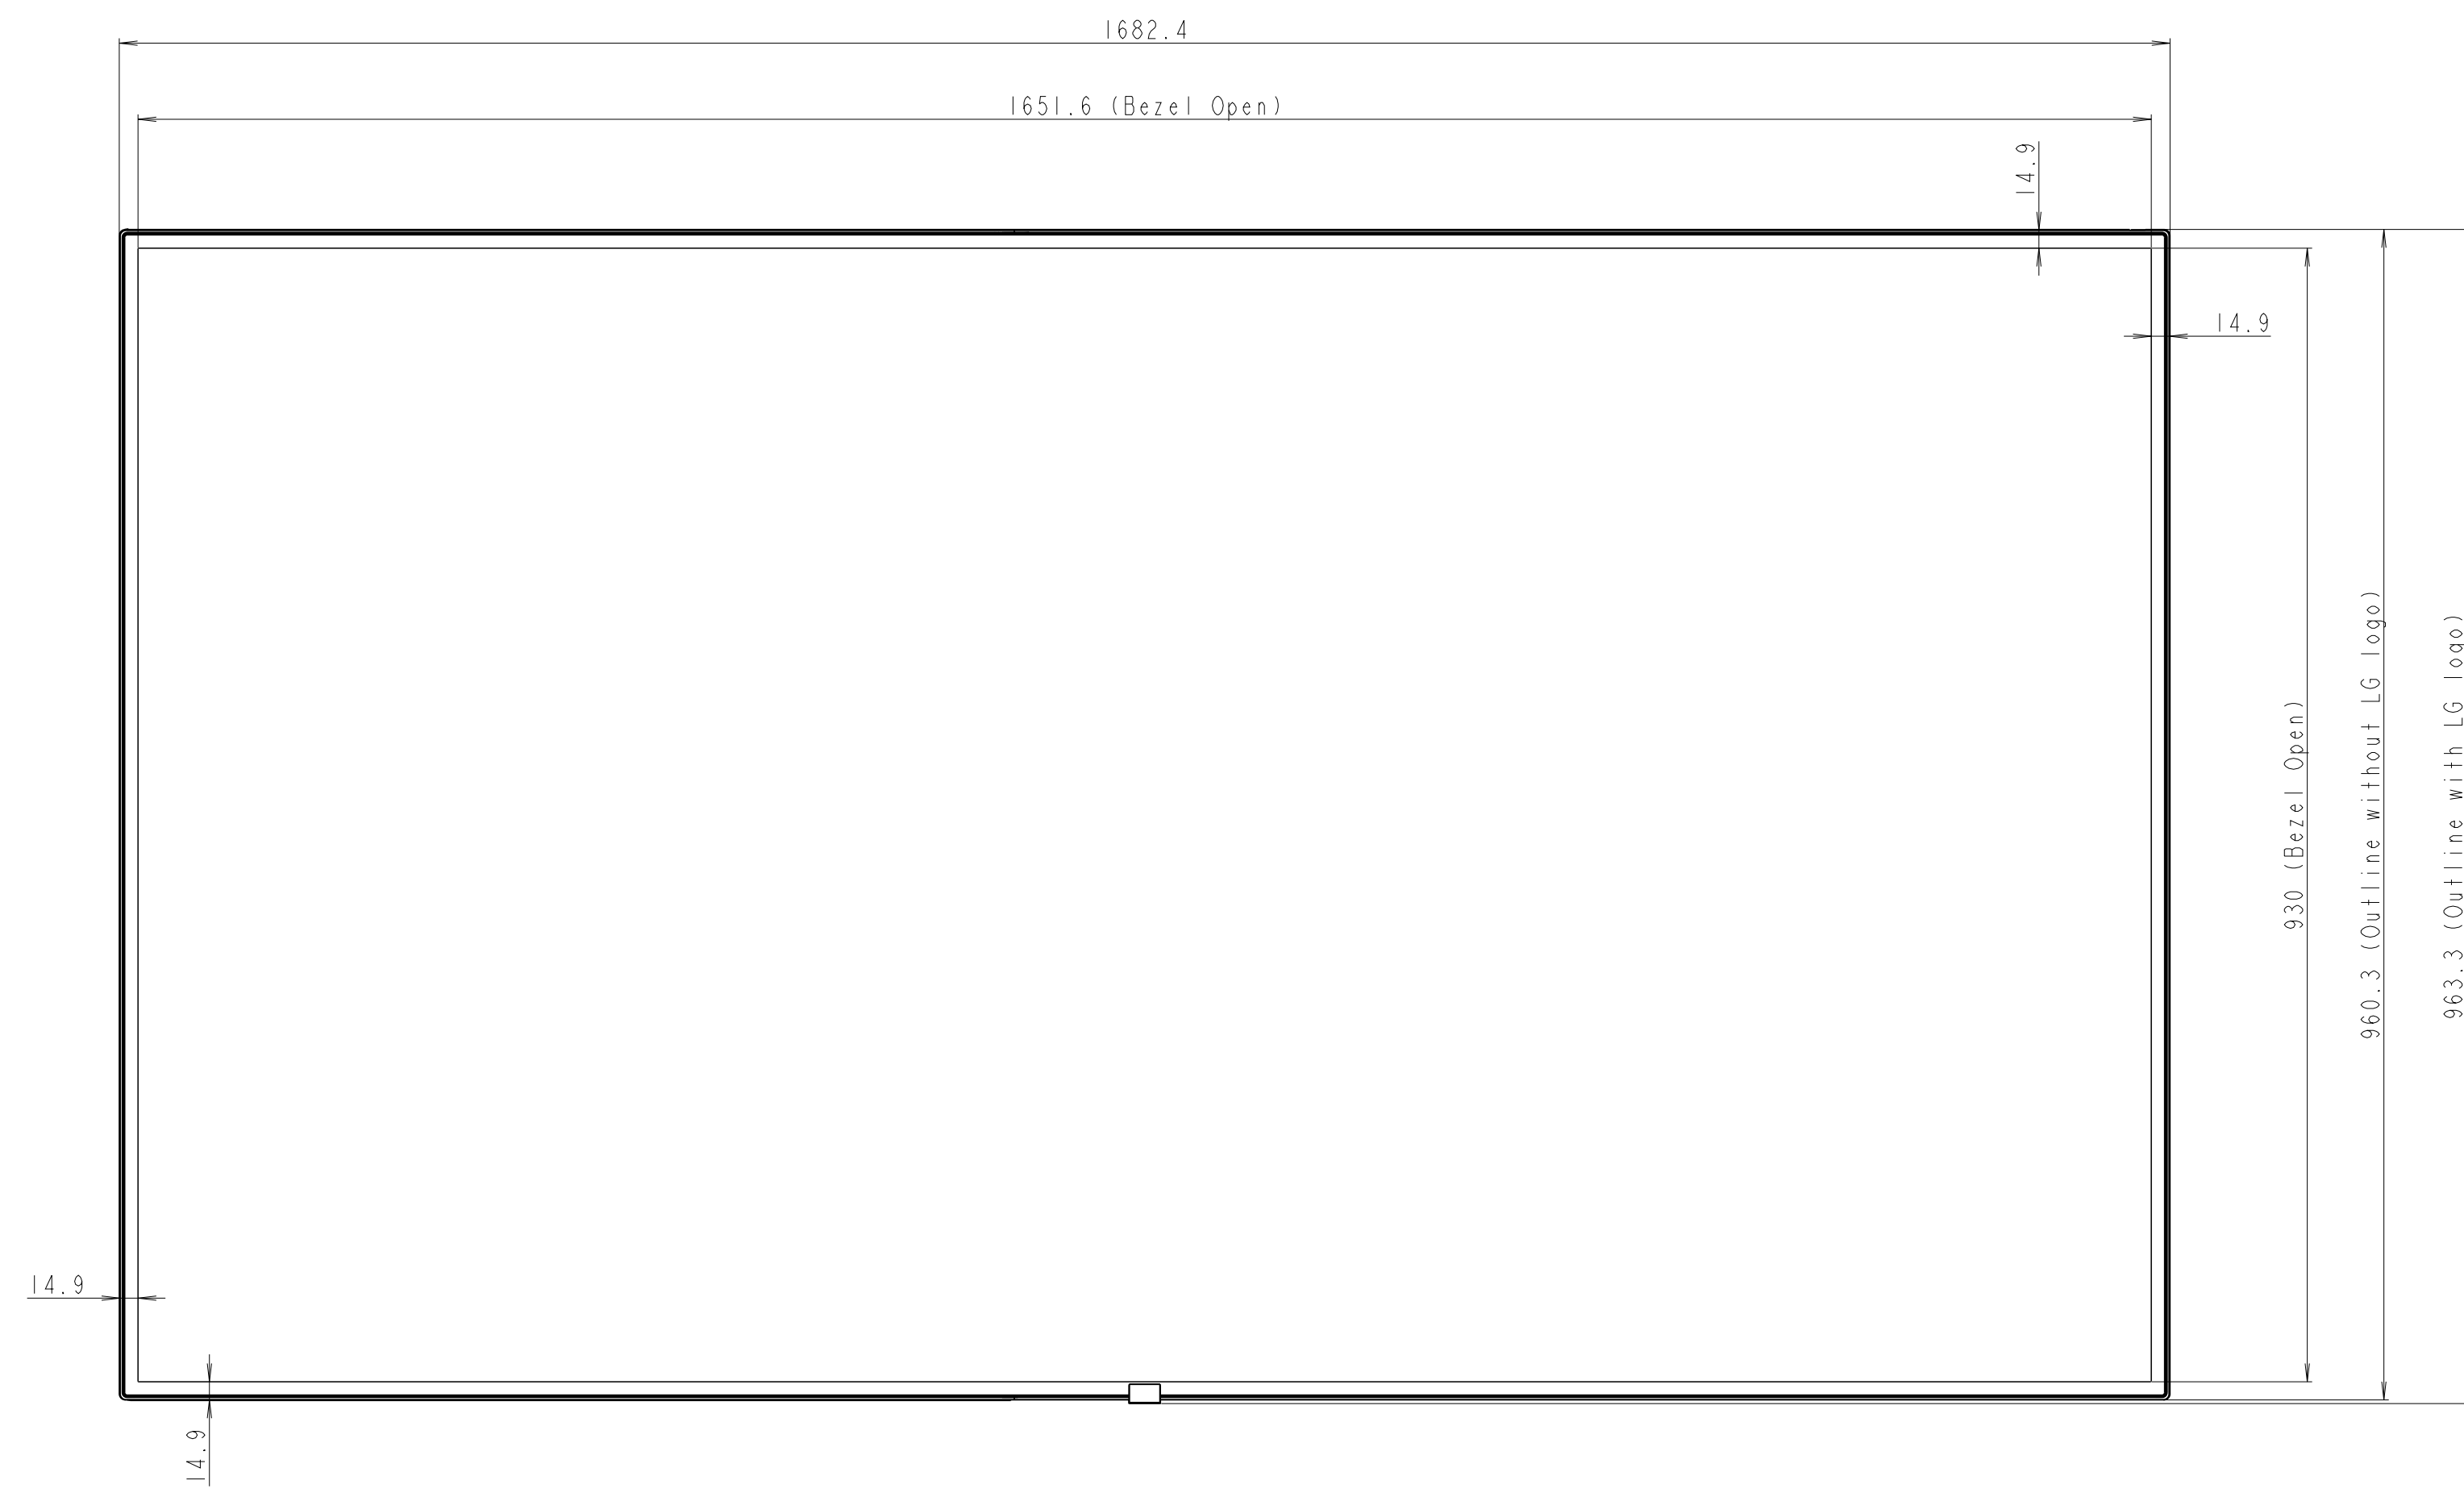 1682.4
1651.6 (Bezel Open)
14.9
14.9
930 (Bezel Open)
960.3 (Outline without LG logo)
963.3 (Outline with LG logo)
14.9
14.9